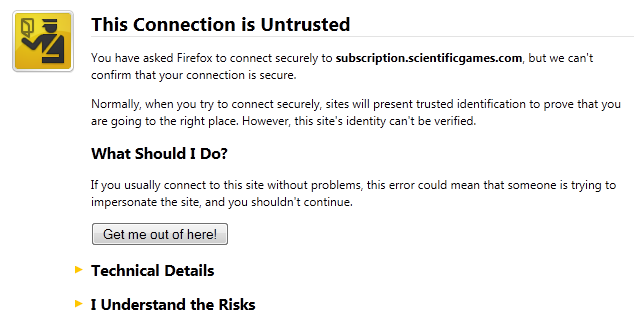 This Connection is Untrusted
You have asked Firefox to connect securely to subscription.scientificgames.com, but we can't
confirm that your connection is secure.
Normally, when you try to connect securely, sites will present trusted identification to prove that you
are going to the right place. However, this site's identity can't be verified.
What Should I Do?
If you usually connect to this site without problems, this error could mean that someone is trying to
impersonate the site, and you shouldn't continue.
Get me out of here!
Technical Details
I Understand the Risks